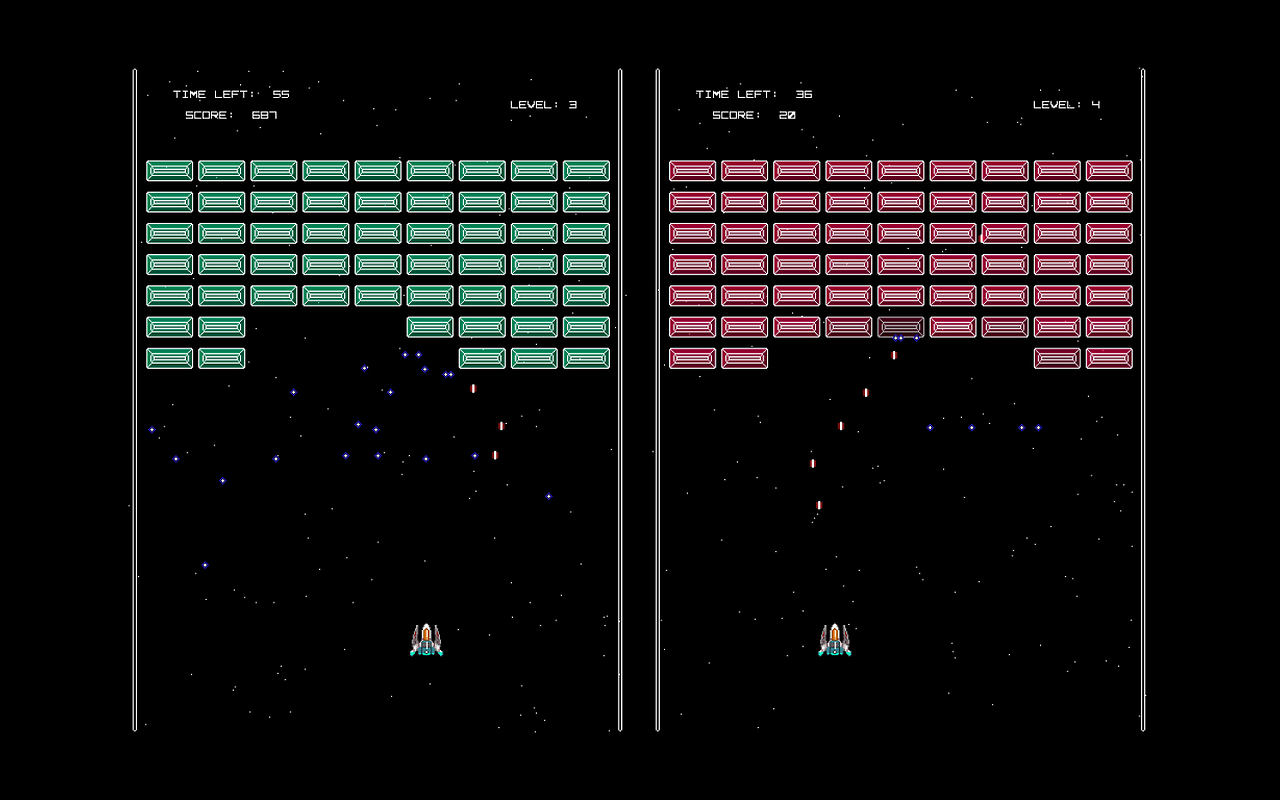 TIME LEFT: 55
SCORE: 687
LEVEL: 3
TIME LEFT: 36
SCORE: 20
LEVEL: 4